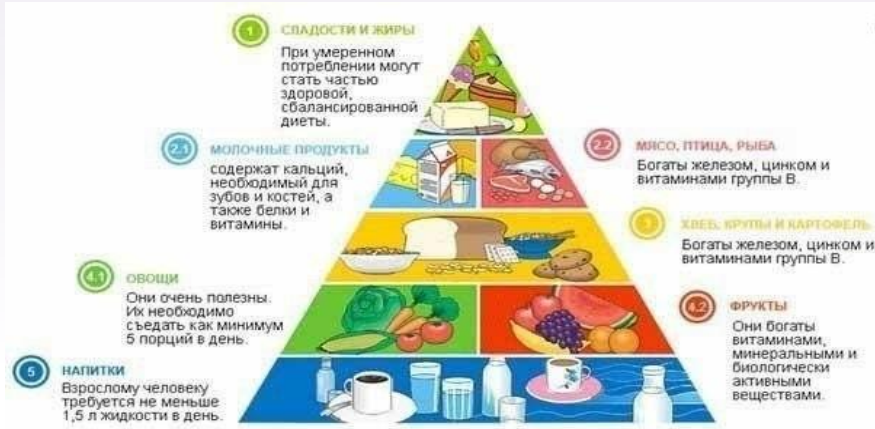 1 СЛАДОСТИ И ЖИРЫ
При умеренном
потреблении могут
стать частью
здоровой,
сбалансированной
диеты.
2.1 МОЛОЧНЫЕ ПРОДУКТЫ
содержат кальций,
необходимый для
зубов и костей, а
также белки и
витамины.
2.2 МЯСО, ПТИЦА, РЫБА
Богаты железом, цинком и
витаминами группы В.
3 ХЛЕБ, КРУПЫ И КАРТОФЕЛЬ
Богаты железом, цинком и
витаминами группы В.
4.1 ОВОЩИ
Они очень полезны.
Их необходимо
съедать как минимум
5 порций в день.
4.2 ФРУКТЫ
Они богаты
витаминами,
минеральными и
биологически
активными
веществами.
5 НАПИТКИ
Взрослому человеку
требуется не меньше
1,5 л жидкости в день.